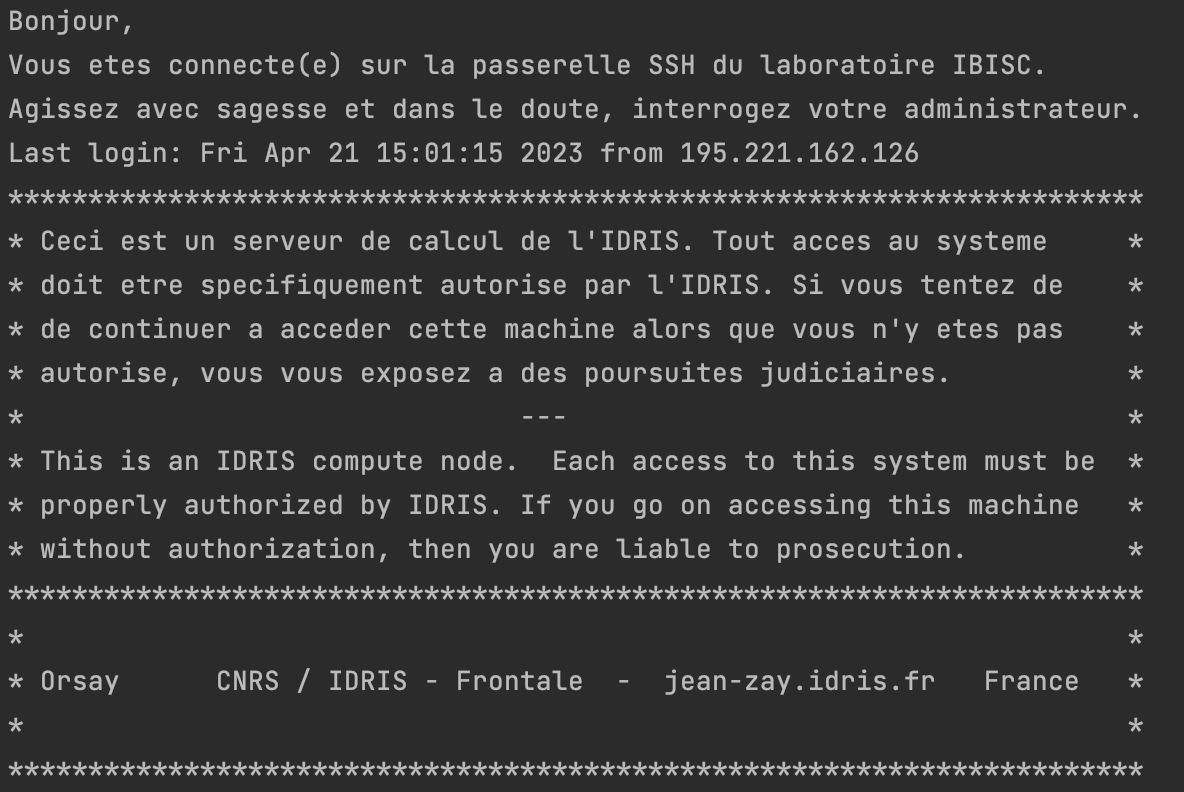 Bonjour,
Vous etes connecte(e) sur la passerelle SSH du laboratoire IBISC.
Agissez avec sagesse et dans le doute, interrogez votre administrateur.
Last login: Fri Apr 21 15:01:15 2023 from 195.221.162.126
***********************************************************************
* Ceci est un serveur de calcul de l'IDRIS. Tout acces au systeme     *
* doit etre specifiquement autorise par l'IDRIS. Si vous tentez de    *
* de continuer a acceder cette machine alors que vous n'y etes pas    *
* autorise, vous vous exposez a des poursuites judiciaires.           *
*                               ---                                   *
* This is an IDRIS compute node.  Each access to this system must be  *
* properly authorized by IDRIS. If you go on accessing this machine   *
* without authorization, then you are liable to prosecution.          *
***********************************************************************
*                                                                     *
* Orsay      CNRS / IDRIS - Frontale  -  jean-zay.idris.fr   France   *
*                                                                     *
***********************************************************************